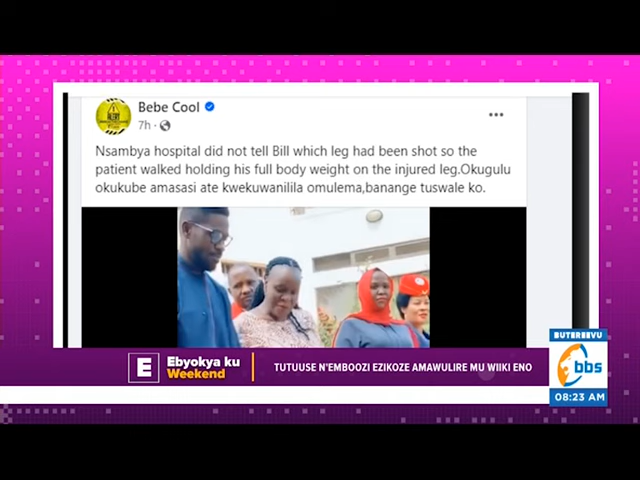 Bebe Cool
7h
Nsambya hospital did not tell Bill which leg had been shot so the
patient walked holding his full body weight on the injured leg.Okugulu
okukube amasasi ate kwekuwanilila omulema,banange tuswale ko.
E
Ebyokya ku
Weekend
TUTUUSE N'EMBOOZI EZIKOZE AMAWULIRE MU WIIKI ENO
BUTEREEVU
bbs
08:23 AM